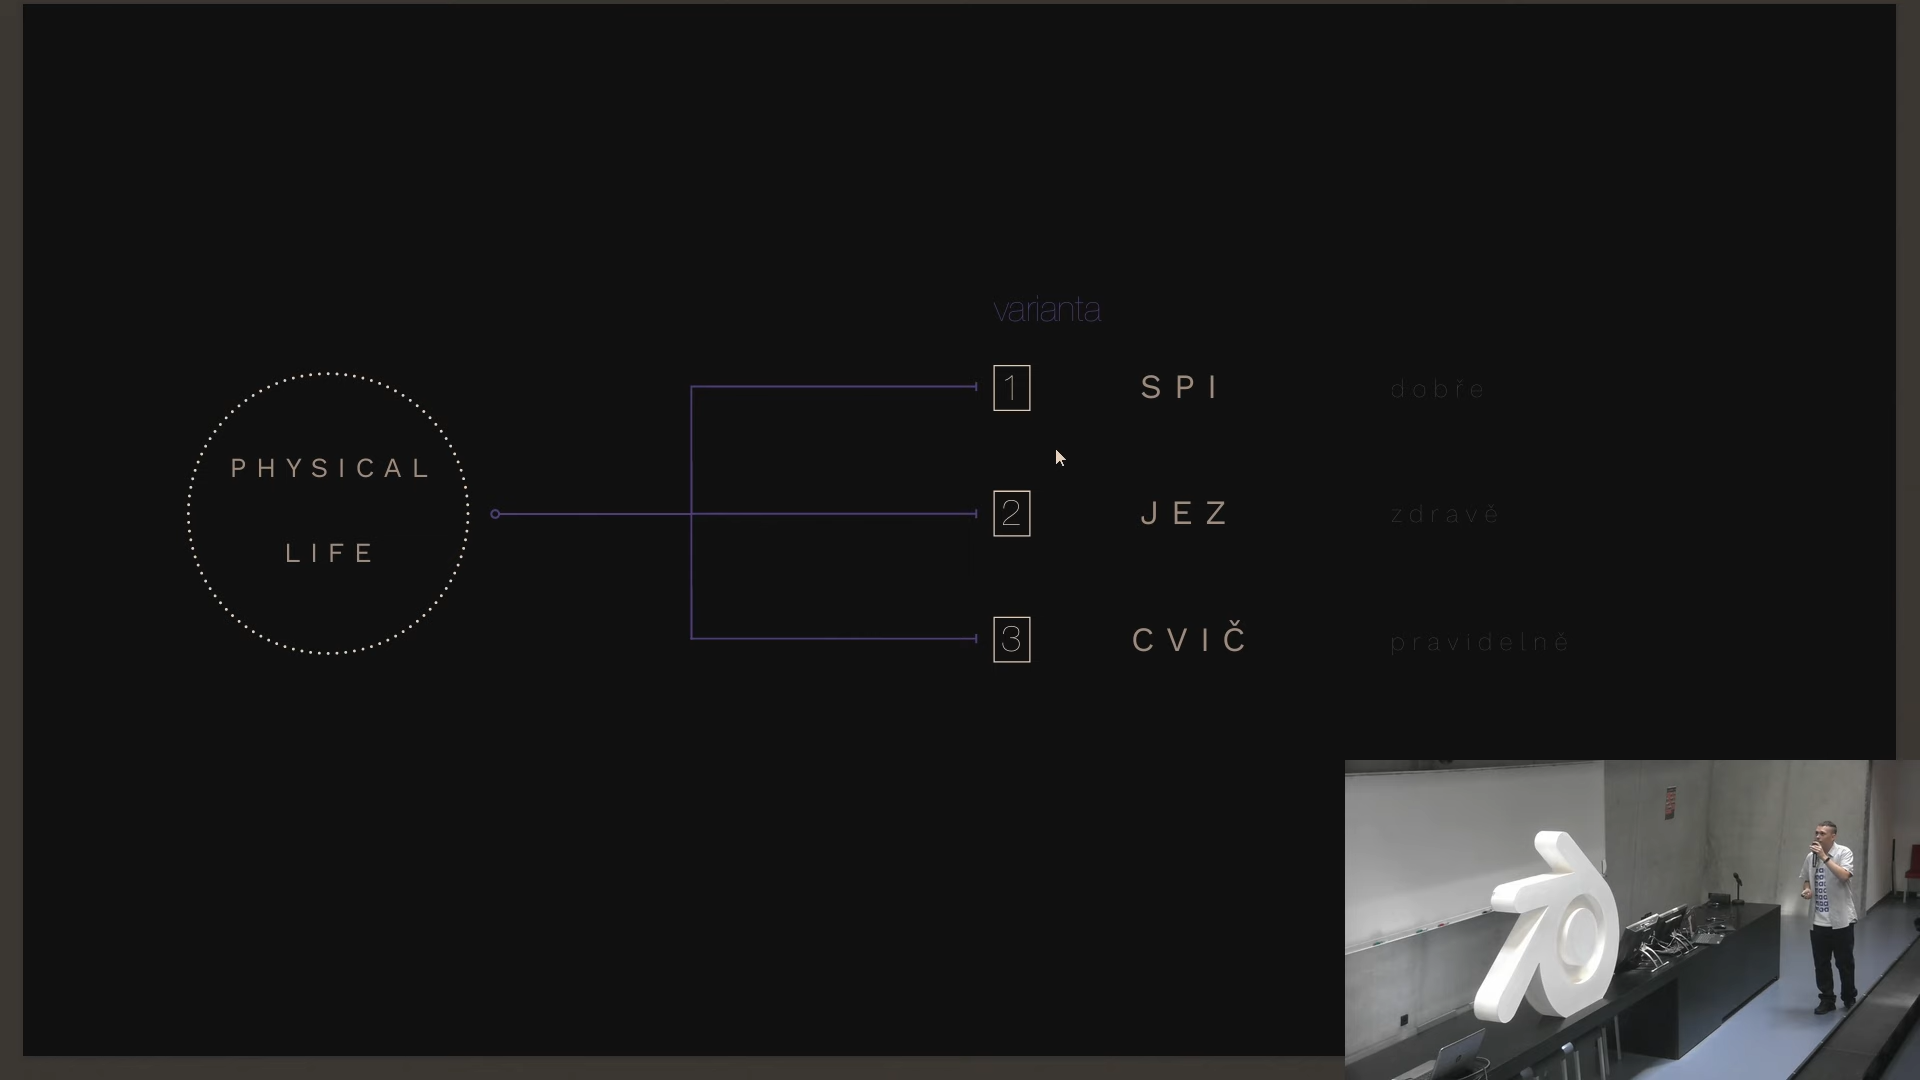 varianta
1 SPI dobře
PHYSICAL
LIFE
2 JEZ zdravě
3 CVIČ pravidelně